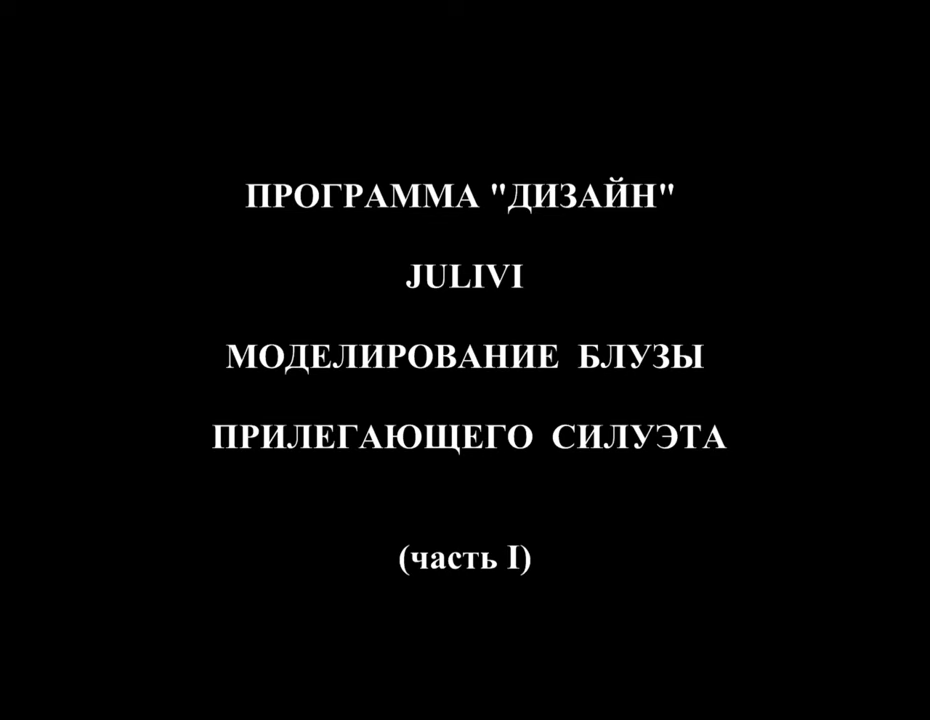 ПРОГРАММА "ДИЗАЙН"
JULIVI
МОДЕЛИРОВАНИЕ БЛУЗЫ
ПРИЛЕГАЮЩЕГО СИЛУЭТА
(часть I)